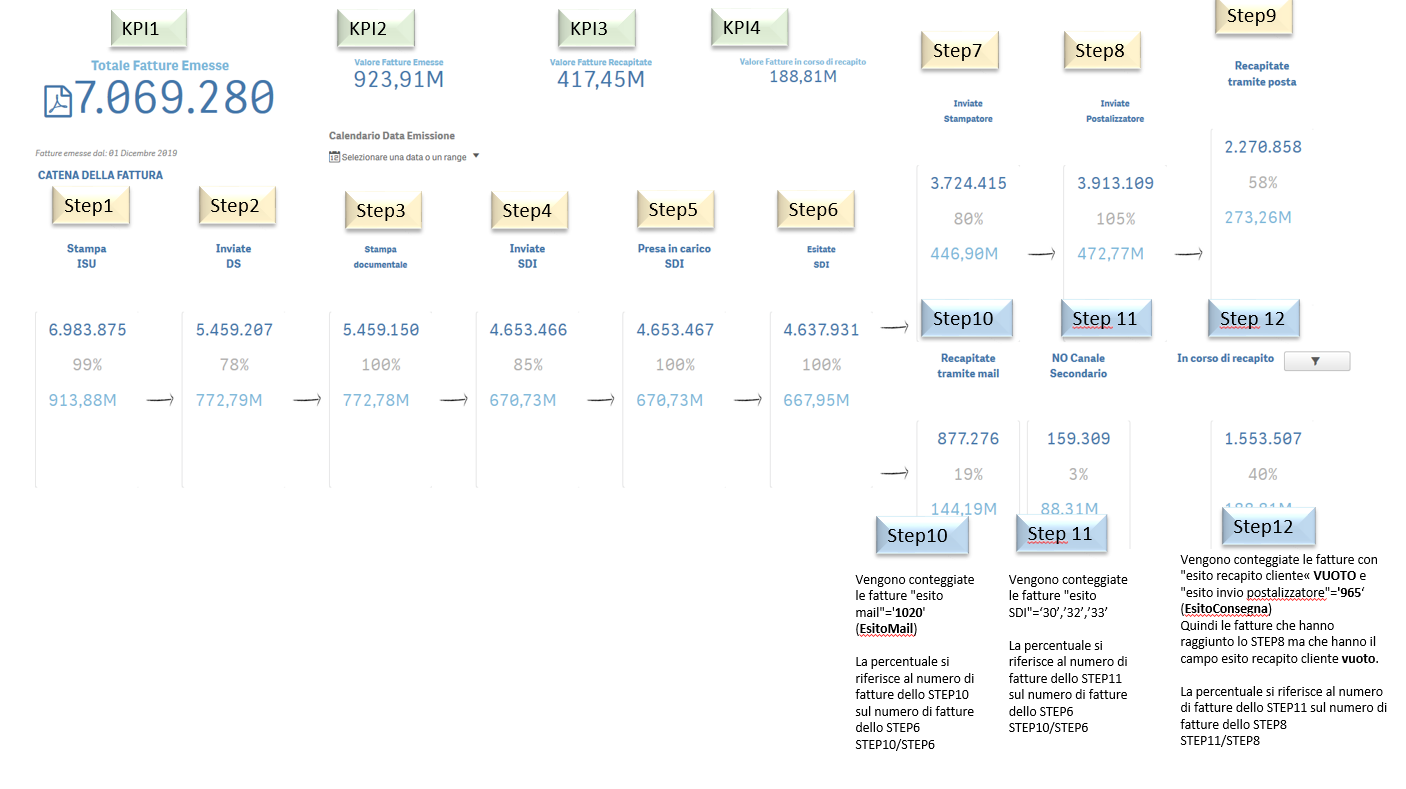 KPI1
KPI2
KPI3
KPI4
Totale Fatture Emesse
7.069.280
Valore Fatture Emesse
923,91M
Valore Fatture Recapitate
417,45M
Valore Fatture in corso di recapito
188,81M
Fatture emesse dal: 01 Dicembre 2019
Calendario Data Emissione
12 Selezionare una data o un range
CATENA DELLA FATTURA
Step1
Stampa
ISU
6.983.875
99%
913,88M
Step2
Inviate
DS
5.459.207
78%
772,79M
Step3
Stampa
documentale
5.459.150
100%
772,78M
Step4
Inviate
SDI
4.653.466
85%
670,73M
Step5
Presa in carico
SDI
4.653.467
100%
670,73M
Step6
Esitate
SDI
4.637.931
100%
667,95M
Step7
Inviate
Stampatore
3.724.415
80%
446,90M
Step8
Inviate
Postalizzatore
3.913.109
105%
472,77M
Step9
Recapitate
tramite posta
2.270.858
58%
273,26M
Step10
Recapitate
tramite mail
877.276
19%
144,19M
Step 11
NO Canale
Secondario
159.309
3%
88,31M
Step 12
In corso di recapito
1.553.507
40%
188,81M
Step10
Vengono conteggiate
le fatture "esito
mail"='1020'
(EsitoMail)
La percentuale si
riferisce al numero di
fatture dello STEP10
sul numero di fatture
dello STEP6
STEP10/STEP6
Step 11
Vengono conteggiate
le fatture "esito
SDI"=‘30’,’32’,’33’
La percentuale si
riferisce al numero di
fatture dello STEP11
sul numero di fatture
dello STEP6
STEP10/STEP6
Step12
Vengono conteggiate le fatture con
"esito recapito cliente« VUOTO e
"esito invio postalizzatore"='965‘
(EsitoConsegna)
Quindi le fatture che hanno
raggiunto lo STEP8 ma che hanno il
campo esito recapito cliente vuoto.
La percentuale si riferisce al numero
di fatture dello STEP11 sul numero di
fatture dello STEP8
STEP11/STEP8